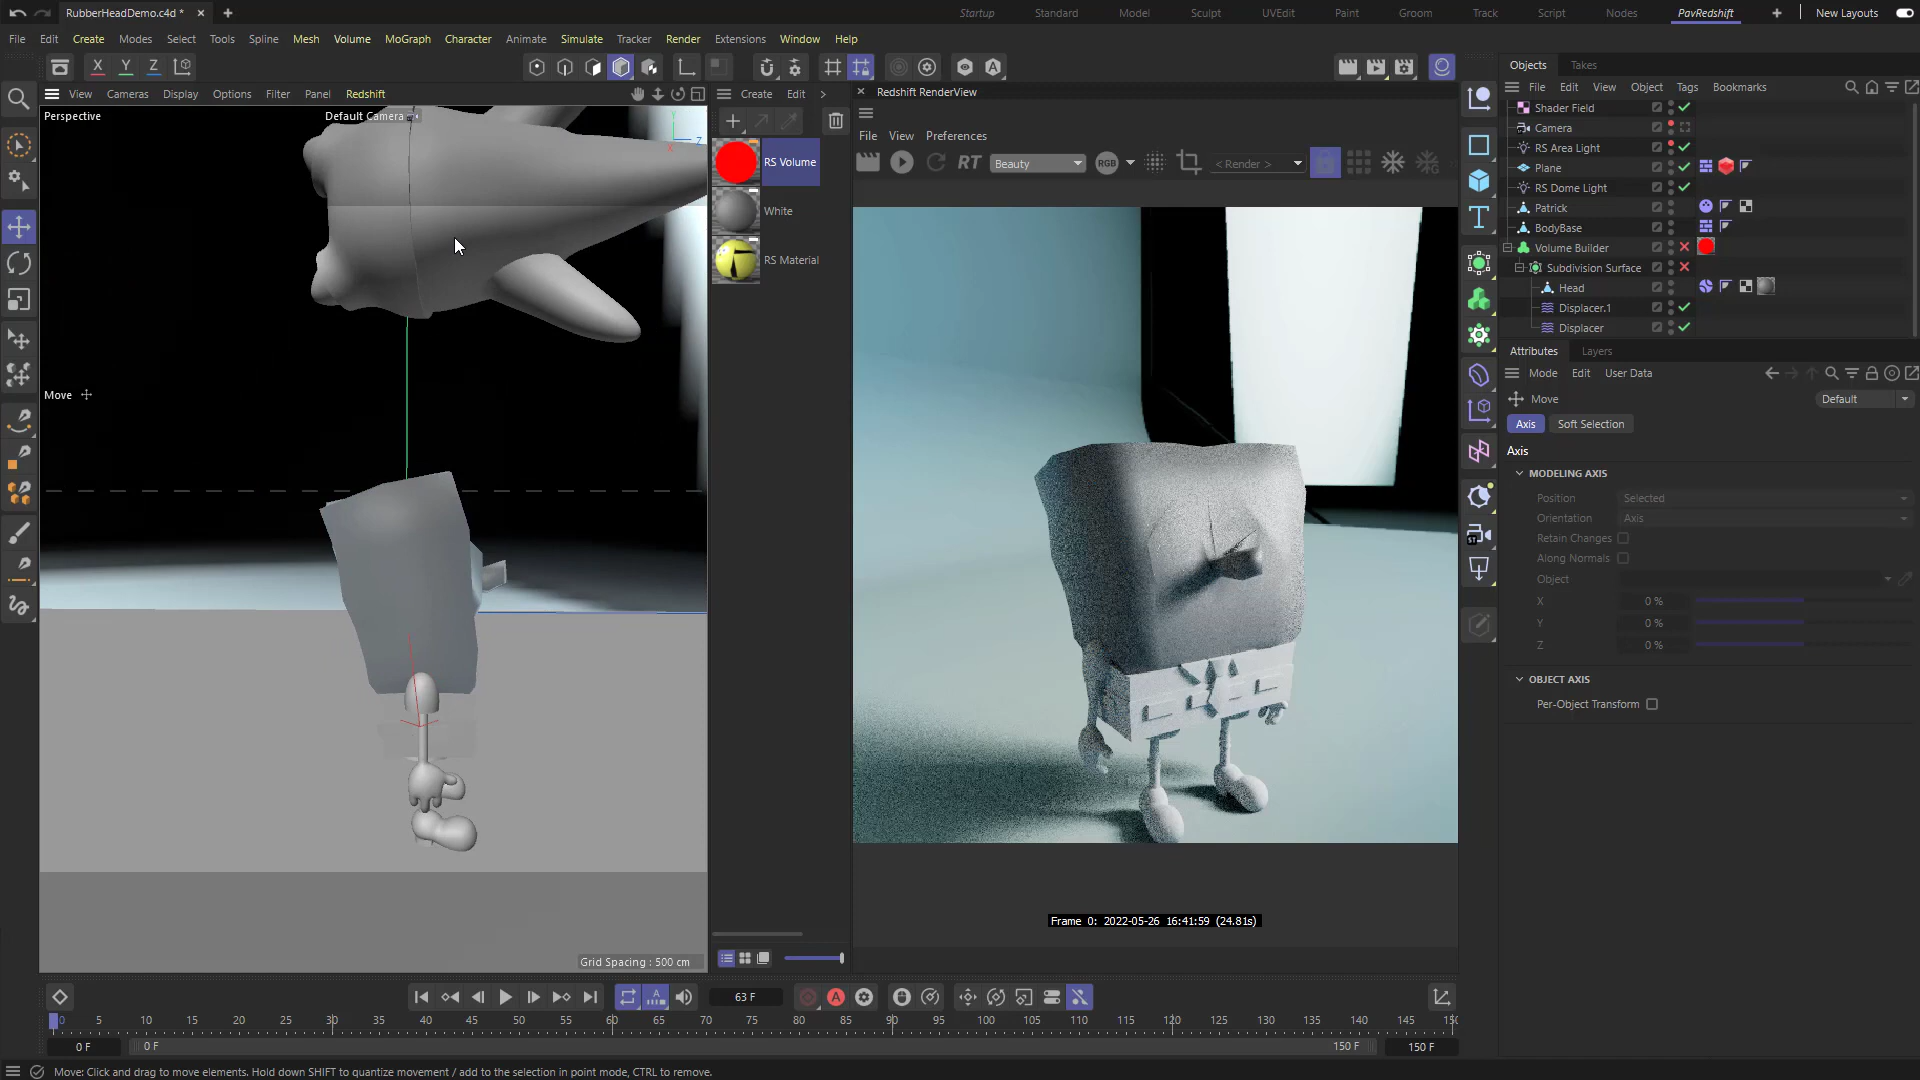 RubberHeadDemo.c4d *
Startup
Standard
Model
Sculpt
UVEdit
Paint
Groom
Track
Script
Nodes
PavRedshift
New Layouts
File Edit Create Modes Select Tools Spline Mesh Volume MoGraph Character Animate Simulate Tracker Render Extensions Window Help
X Y Z
View Cameras Display Options Filter Panel Redshift
Perspective
Default Camera
Y
Z
X
Move
Grid Spacing : 500 cm
Create Edit
RS Volume
White
RS Material
Redshift RenderView
File View Preferences
RT
Beauty
RGB
< Render >
Frame 0: 2022-05-26 16:41:59 (24.81s)
ST
Objects Takes
File Edit View Object Tags Bookmarks
Shader Field
Camera
RS Area Light
Plane
RS Dome Light
Patrick
BodyBase
Volume Builder
Subdivision Surface
Head
Displacer.1
Displacer
Attributes Layers
Mode Edit User Data
Move
Default
Axis
Soft Selection
Axis
MODELING AXIS
Position Selected
Orientation Axis
Retain Changes
Along Normals
Object
X 0 %
Y 0 %
Z 0 %
OBJECT AXIS
Per-Object Transform
63 F
0 5 10 15 20 25 30 35 40 45 50 55 60 65 70 75 80 85 90 95 100 105 110 115 120 125 130 135 140 145
0 F
0 F
150 F
150 F
Move: Click and drag to move elements. Hold down SHIFT to quantize movement / add to the selection in point mode, CTRL to remove.